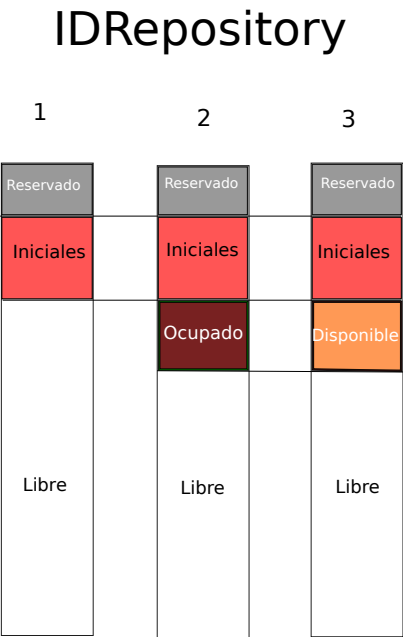 IDRepository
1
2
3
Reservado
Reservado
Reservado
Iniciales
Iniciales
Iniciales
Ocupado
Disponible
Libre
Libre
Libre